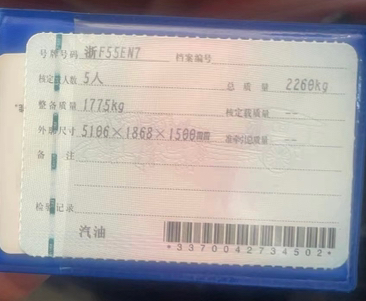 号牌号码 浙F55EN7 档案编号
核定载人数 5人 总质量 2260kg
整备质量 1775kg 核定载质量 --
外廓尺寸 5106×1868×1500mm 准牵引总质量 --
备注
检验记录
汽油
*3370042734502*